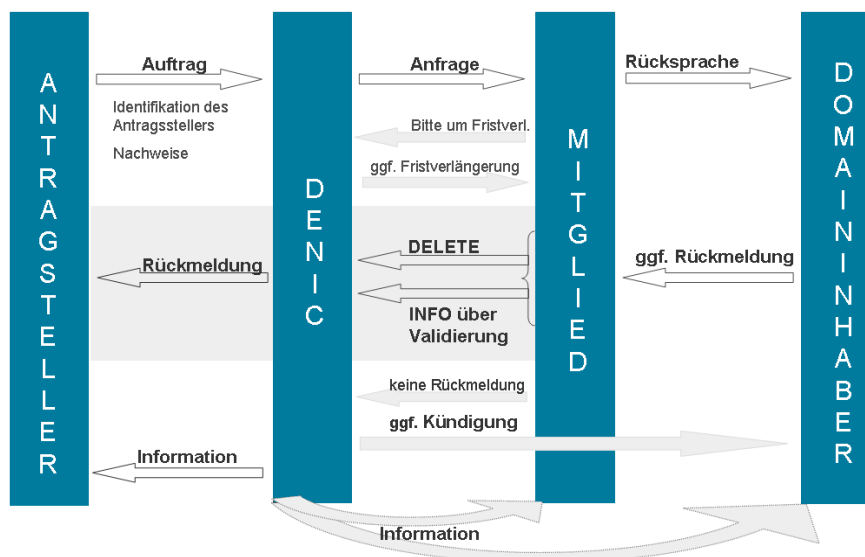 ANTRAGSTELLER
DENIC
MITGLIED
DOMAININHABER
Auftrag
Anfrage
Rücksprache
Identifikation des
Antragsstellers
Nachweise
Bitte um Fristverl.
ggf. Fristverlängerung
DELETE
Rückmeldung
ggf. Rückmeldung
INFO über
Validierung
keine Rückmeldung
ggf. Kündigung
Information
Information